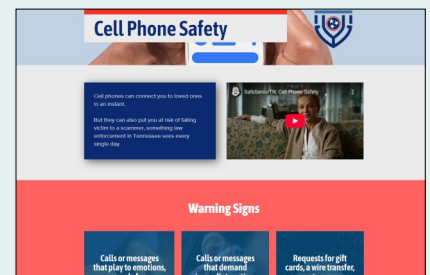 Cell Phone Safety
Cell phones can connect you to loved ones
in an instant.
But they can also put you at risk of falling
victim to a scammer, something law
enforcement in Tennessee sees every
single day.
SafeSeniorTN: Cell Phone Safety
Warning Signs
Calls or messages
that play to emotions,
Calls or messages
that demand
Requests for gift
cards, a wire transfer,